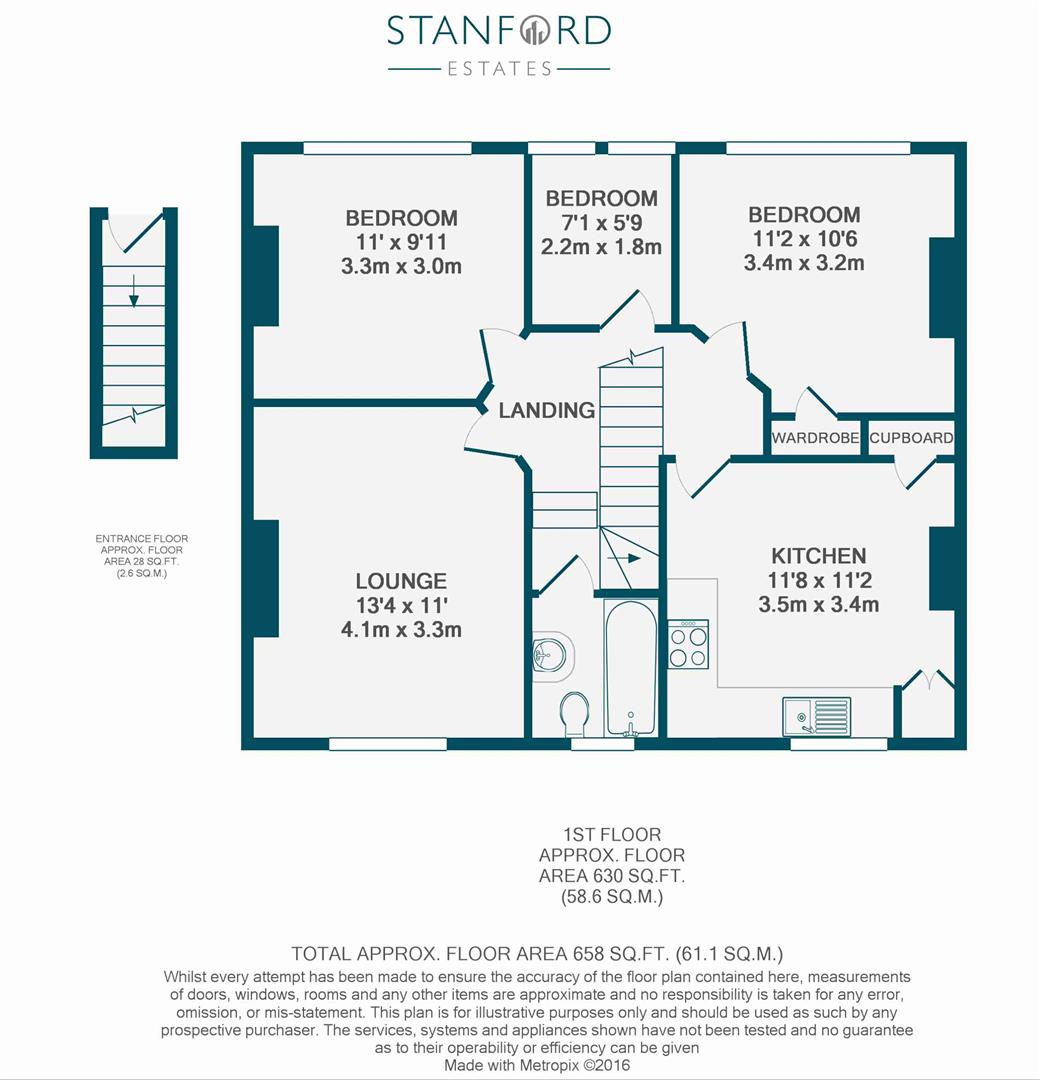 STANFORD
ESTATES
BEDROOM
11' x 9'11
3.3m x 3.0m
BEDROOM
7'1 x 5'9
2.2m x 1.8m
BEDROOM
11'2 x 10'6
3.4m x 3.2m
LANDING
WARDROBE
CUPBOARD
ENTRANCE FLOOR
APPROX. FLOOR
AREA 28 SQ.FT.
(2.6 SQ.M.)
LOUNGE
13'4 x 11'
4.1m x 3.3m
KITCHEN
11'8 x 11'2
3.5m x 3.4m
1ST FLOOR
APPROX. FLOOR
AREA 630 SQ.FT.
(58.6 SQ.M.)
TOTAL APPROX. FLOOR AREA 658 SQ.FT. (61.1 SQ.M.)
Whilst every attempt has been made to ensure the accuracy of the floor plan contained here, measurements
of doors, windows, rooms and any other items are approximate and no responsibility is taken for any error,
omission, or mis-statement. This plan is for illustrative purposes only and should be used as such by any
prospective purchaser. The services, systems and appliances shown have not been tested and no guarantee
as to their operability or efficiency can be given
Made with Metropix ©2016